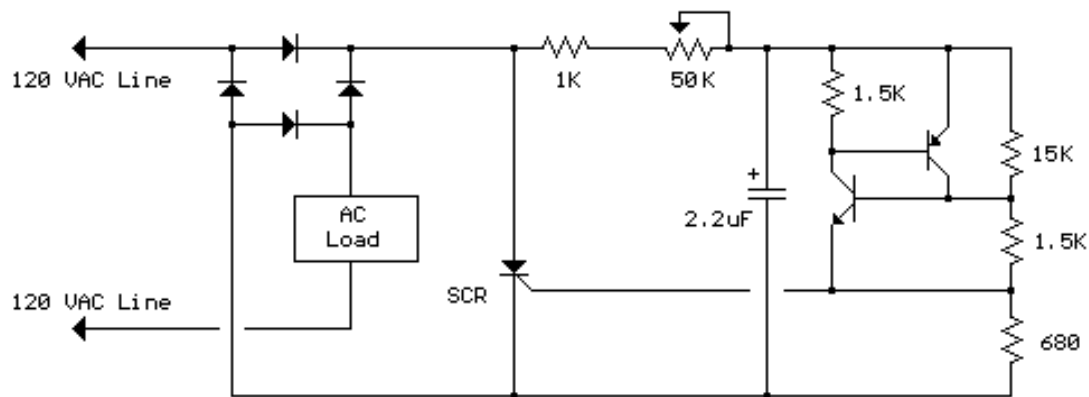 120 VAC Line
1K
50K
1.5K
15K
+
2.2uF
AC
Load
1.5K
SCR
120 VAC Line
680